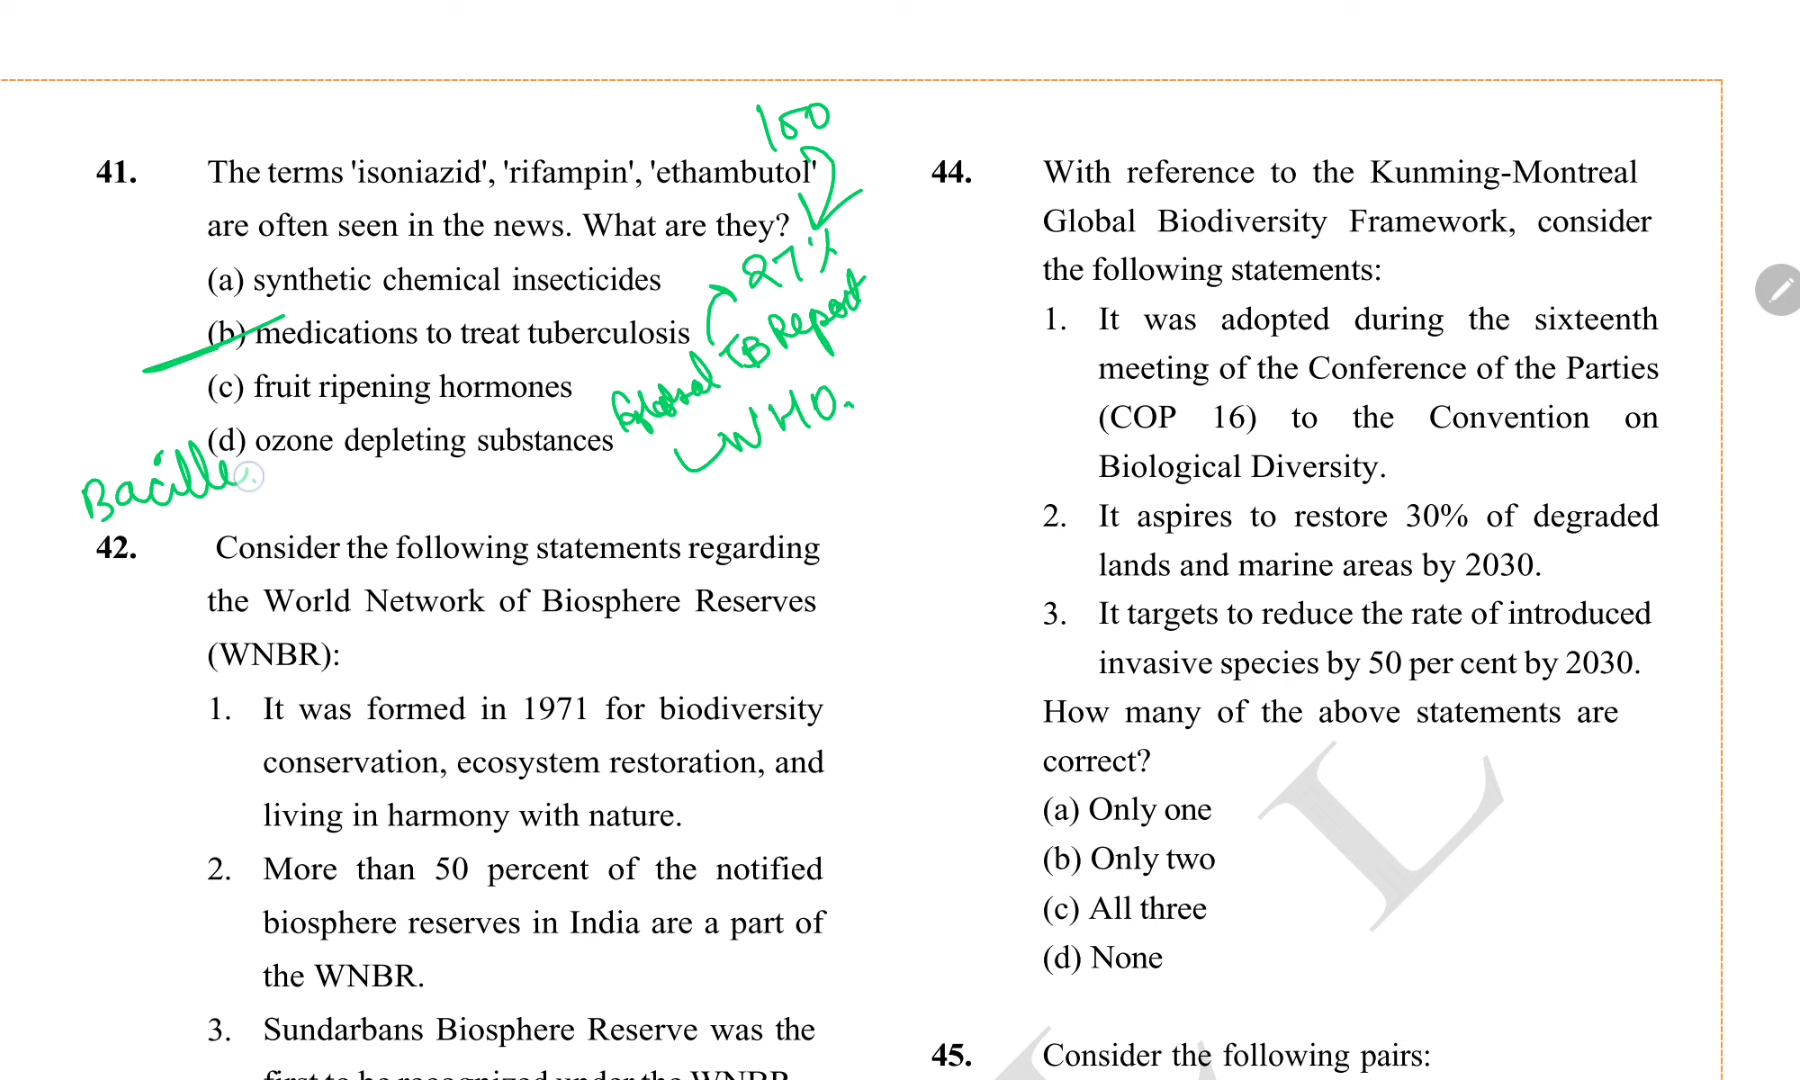 150
41. The terms 'isoniazid', 'rifampin', 'ethambutol'
are often seen in the news. What are they?
(a) synthetic chemical insecticides
(b) medications to treat tuberculosis
(c) fruit ripening hormones
(d) ozone depleting substances
27%
Global TB Report
WHO.
Bacille
42. Consider the following statements regarding
the World Network of Biosphere Reserves
(WNBR):
1. It was formed in 1971 for biodiversity
conservation, ecosystem restoration, and
living in harmony with nature.
2. More than 50 percent of the notified
biosphere reserves in India are a part of
the WNBR.
3. Sundarbans Biosphere Reserve was the
first to be recognized under the WNBR
44. With reference to the Kunming-Montreal
Global Biodiversity Framework, consider
the following statements:
1. It was adopted during the sixteenth
meeting of the Conference of the Parties
(COP 16) to the Convention on
Biological Diversity.
2. It aspires to restore 30% of degraded
lands and marine areas by 2030.
3. It targets to reduce the rate of introduced
invasive species by 50 per cent by 2030.
How many of the above statements are
correct?
(a) Only one
(b) Only two
(c) All three
(d) None
45. Consider the following pairs:
L